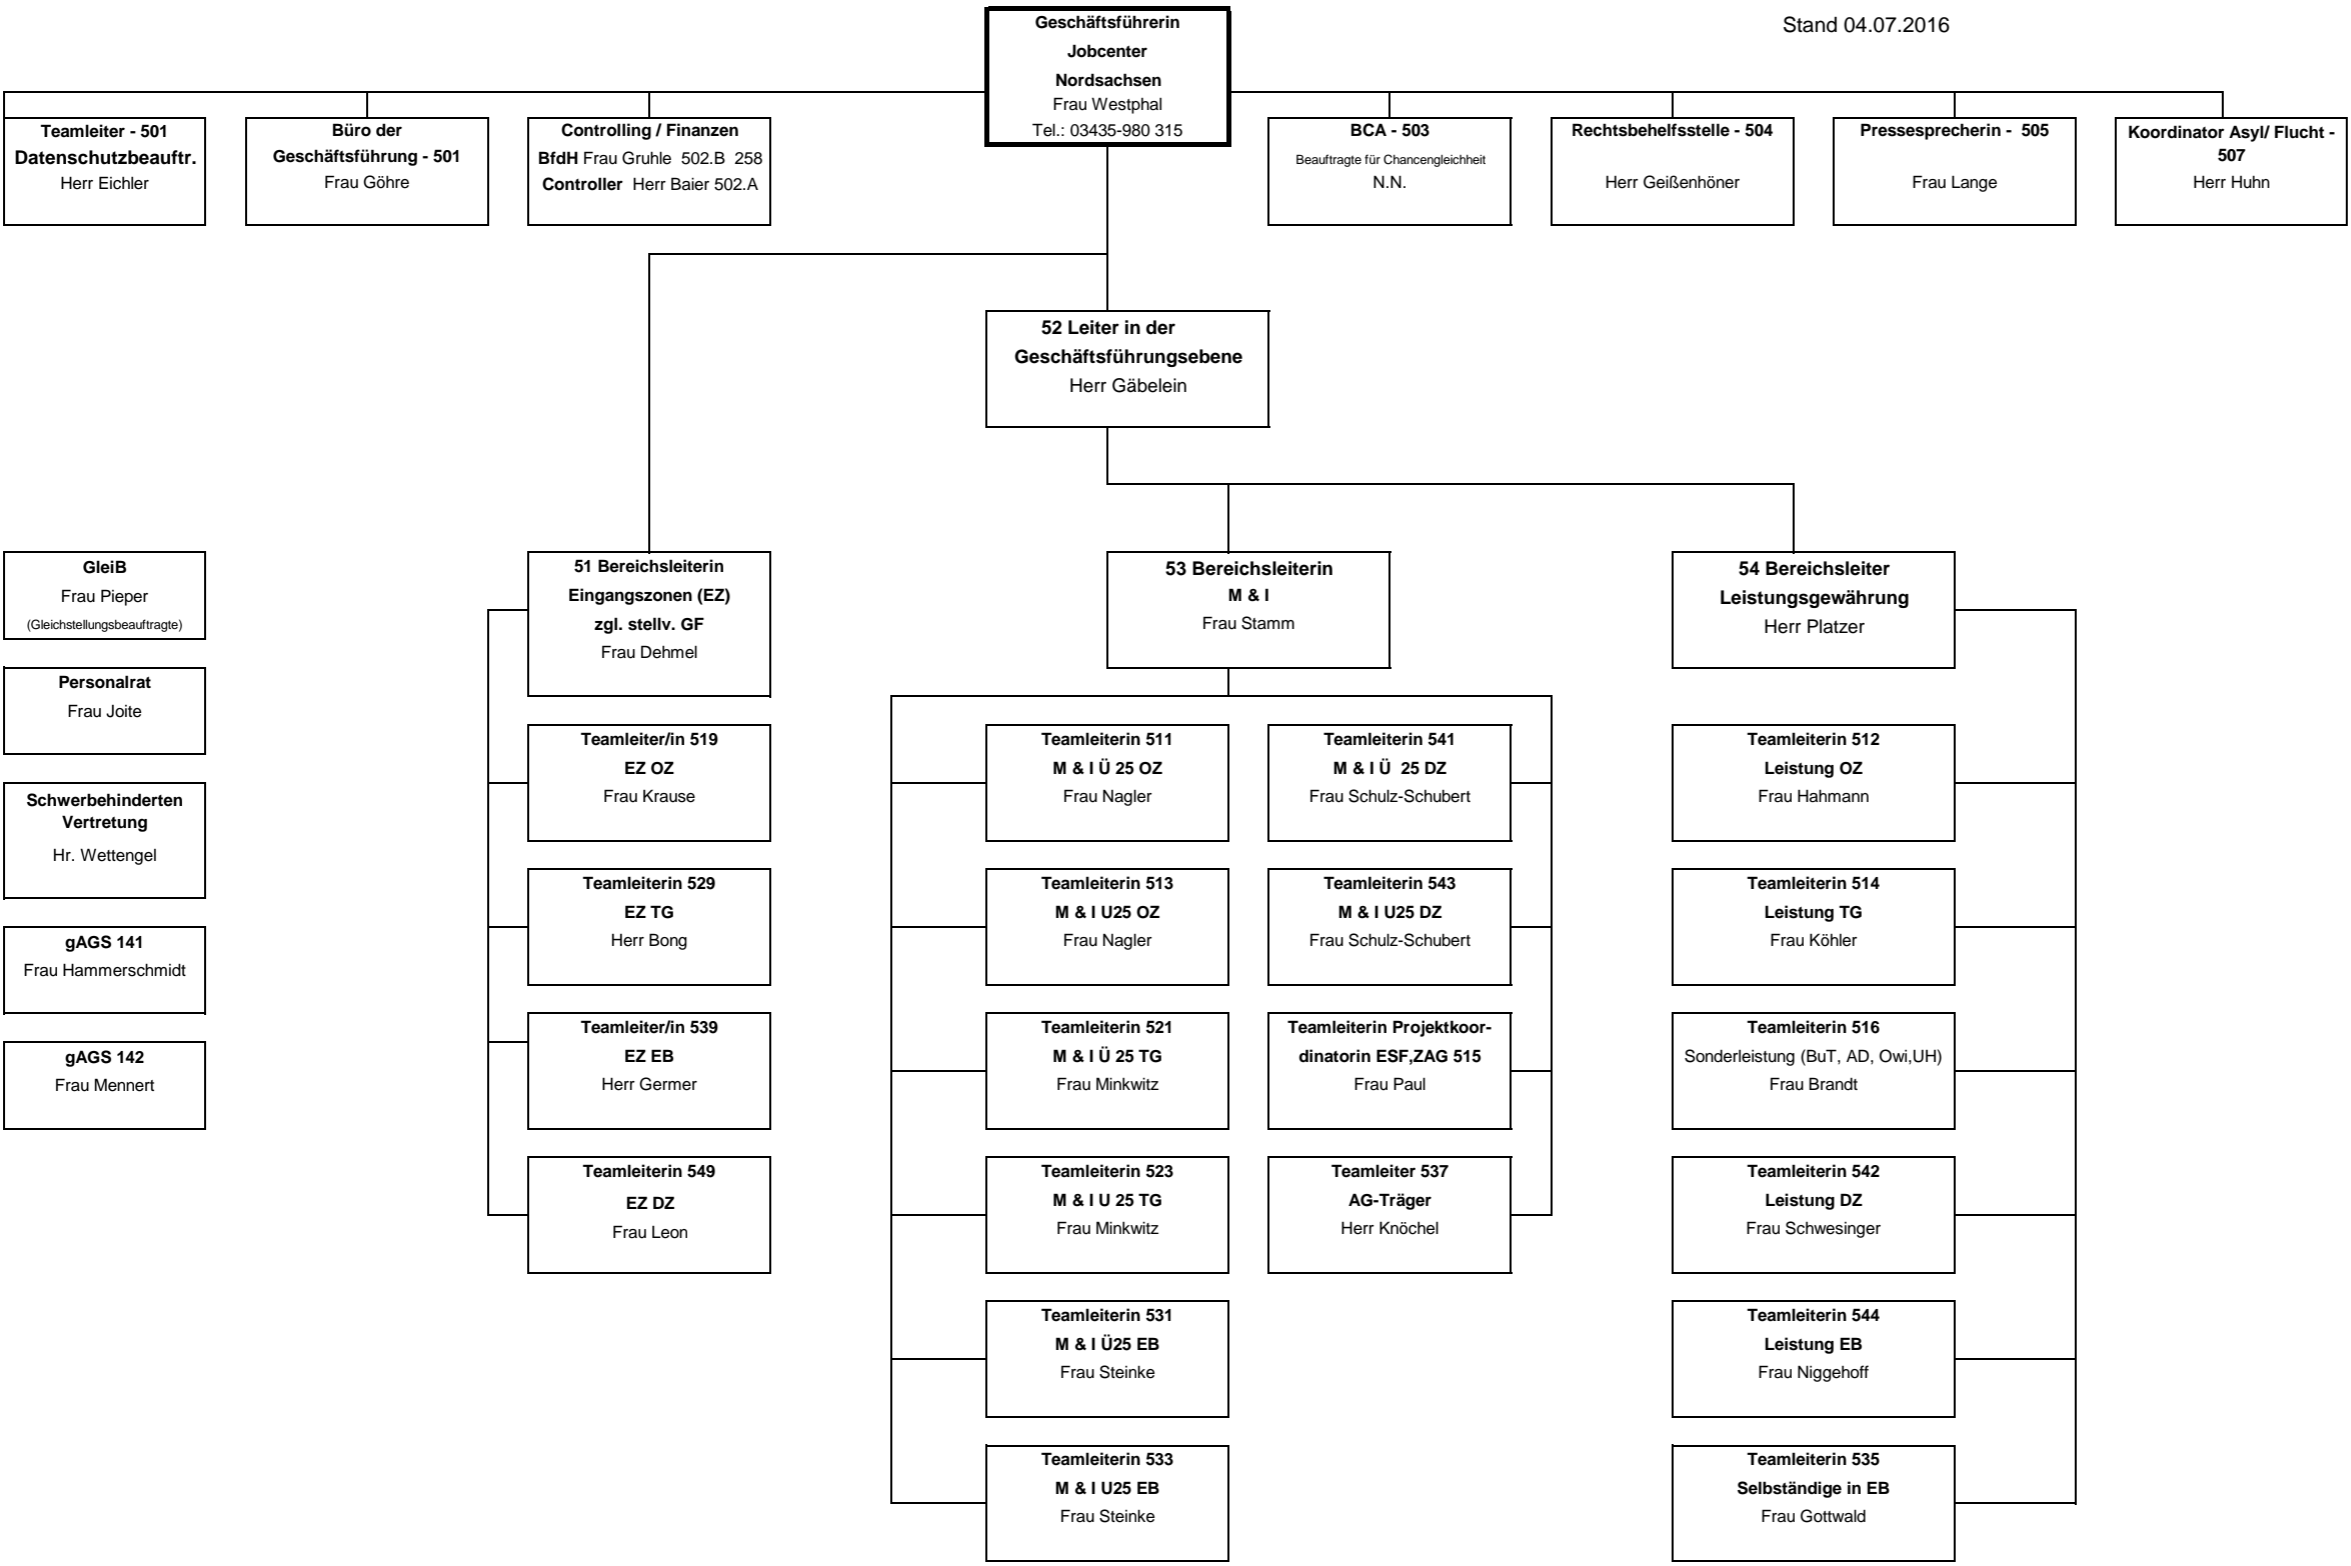 Stand 04.07.2016
Geschäftsführerin
Jobcenter
Nordsachsen
Frau Westphal
Tel.: 03435-980 315
Teamleiter - 501
Datenschutzbeauftr.
Herr Eichler
Büro der
Geschäftsführung - 501
Frau Göhre
Controlling / Finanzen
BfdH Frau Gruhle 502.B 258
Controller Herr Baier 502.A
BCA - 503
Beauftragte für Chancengleichheit
N.N.
Rechtsbehelfsstelle - 504
Herr Geißenhöner
Pressesprecherin - 505
Frau Lange
Koordinator Asyl/ Flucht -
507
Herr Huhn
52 Leiter in der
Geschäftsführungsebene
Herr Gäbelein
GleiB
Frau Pieper
(Gleichstellungsbeauftragte)
Personalrat
Frau Joite
Schwerbehinderten
Vertretung
Hr. Wettengel
gAGS 141
Frau Hammerschmidt
gAGS 142
Frau Mennert
51 Bereichsleiterin
Eingangszonen (EZ)
zgl. stellv. GF
Frau Dehmel
Teamleiter/in 519
EZ OZ
Frau Krause
Teamleiterin 529
EZ TG
Herr Bong
Teamleiter/in 539
EZ EB
Herr Germer
Teamleiterin 549
EZ DZ
Frau Leon
53 Bereichsleiterin
M & I
Frau Stamm
Teamleiterin 511
M & I Ü 25 OZ
Frau Nagler
Teamleiterin 513
M & I U25 OZ
Frau Nagler
Teamleiterin 521
M & I Ü 25 TG
Frau Minkwitz
Teamleiterin 523
M & I U 25 TG
Frau Minkwitz
Teamleiterin 531
M & I Ü25 EB
Frau Steinke
Teamleiterin 533
M & I U25 EB
Frau Steinke
Teamleiterin 541
M & I Ü 25 DZ
Frau Schulz-Schubert
Teamleiterin 543
M & I U25 DZ
Frau Schulz-Schubert
Teamleiterin Projektkoor-
dinatorin ESF,ZAG 515
Frau Paul
Teamleiter 537
AG-Träger
Herr Knöchel
54 Bereichsleiter
Leistungsgewährung
Herr Platzer
Teamleiterin 512
Leistung OZ
Frau Hahmann
Teamleiterin 514
Leistung TG
Frau Köhler
Teamleiterin 516
Sonderleistung (BuT, AD, Owi,UH)
Frau Brandt
Teamleiterin 542
Leistung DZ
Frau Schwesinger
Teamleiterin 544
Leistung EB
Frau Niggehoff
Teamleiterin 535
Selbständige in EB
Frau Gottwald